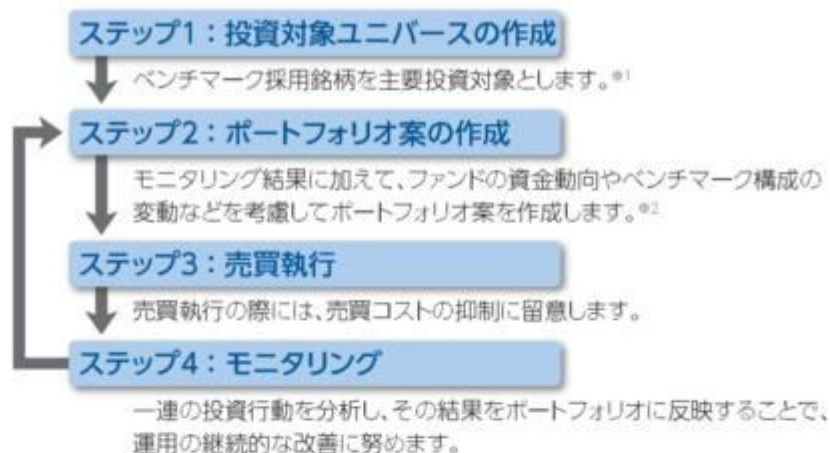 ステップ1：投資対象ユニバースの作成
ベンチマーク採用銘柄を主要投資対象とします。※1
ステップ2：ポートフォリオ案の作成
モニタリング結果に加えて、ファンドの資金動向やベンチマーク構成の
変動などを考慮してポートフォリオ案を作成します。※2
ステップ3：売買執行
売買執行の際には、売買コストの抑制に留意します。
ステップ4：モニタリング
一連の投資行動を分析し、その結果をポートフォリオに反映することで、
運用の継続的な改善に努めます。